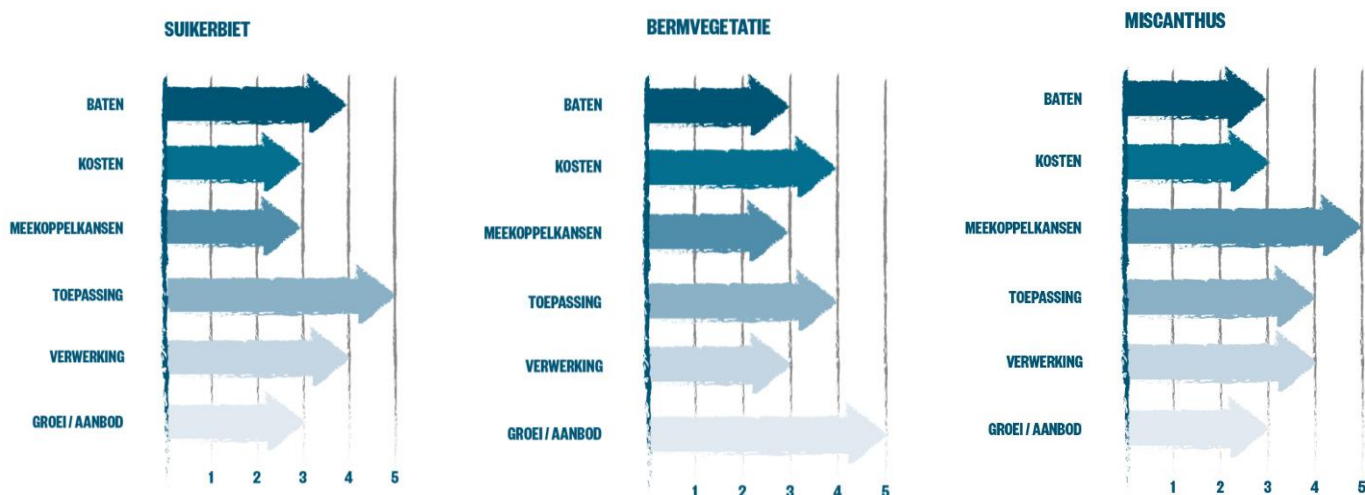 SUIKERBIET
BATEN
KOSTEN
MEEKOPPELKANSEN
TOEPASSING
VERWERKING
GROEI / AANBOD
1 2 3 4 5
BERMVEGETATIE
BATEN
KOSTEN
MEEKOPPELKANSEN
TOEPASSING
VERWERKING
GROEI / AANBOD
1 2 3 4 5
MISCANTHUS
BATEN
KOSTEN
MEEKOPPELKANSEN
TOEPASSING
VERWERKING
GROEI / AANBOD
1 2 3 4 5